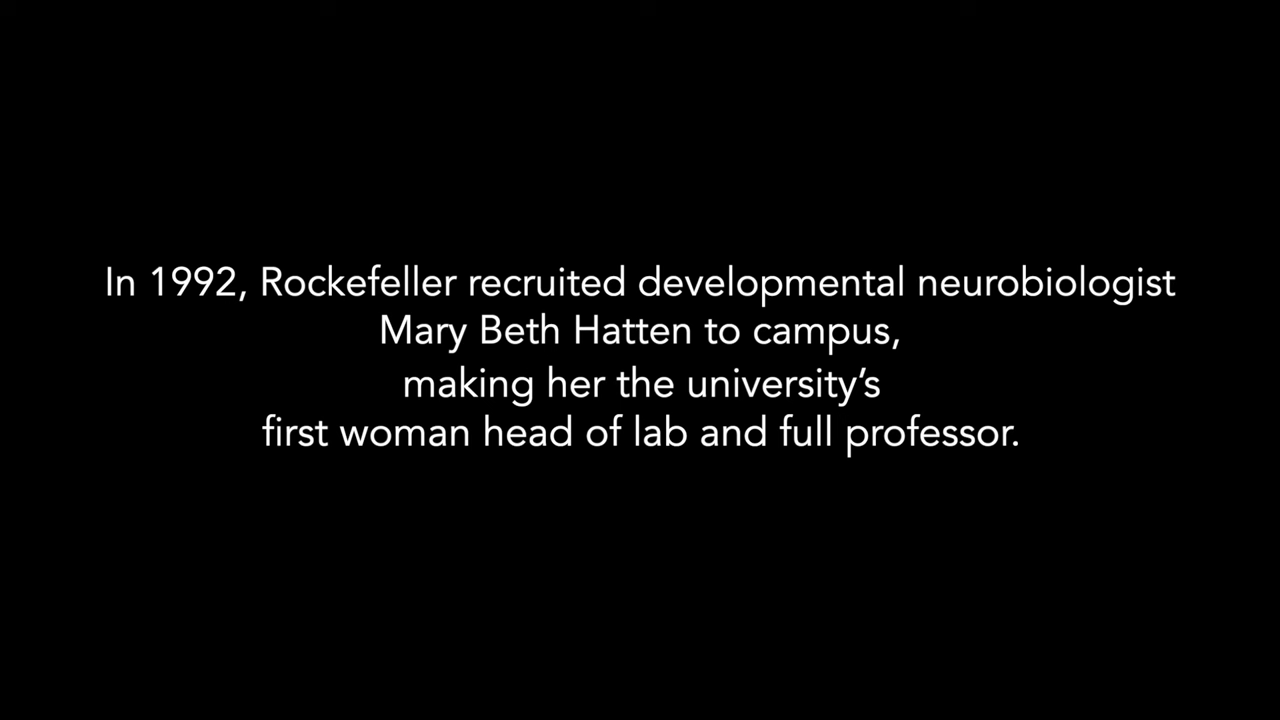 In 1992, Rockefeller recruited developmental neurobiologist
Mary Beth Hatten to campus,
making her the university’s
first woman head of lab and full professor.